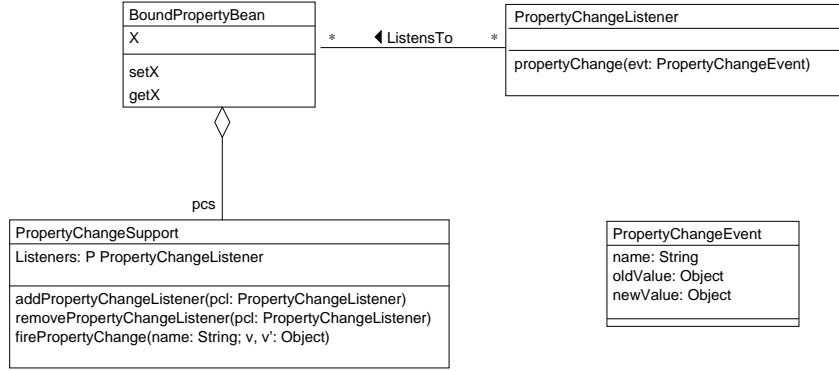 BoundPropertyBean
X
setX
getX
* ◀ ListensTo *
PropertyChangeListener
propertyChange(evt: PropertyChangeEvent)
pcs
PropertyChangeSupport
Listeners: P PropertyChangeListener
addPropertyChangeListener(pcl: PropertyChangeListener)
removePropertyChangeListener(pcl: PropertyChangeListener)
firePropertyChange(name: String; v, v': Object)
PropertyChangeEvent
name: String
oldValue: Object
newValue: Object